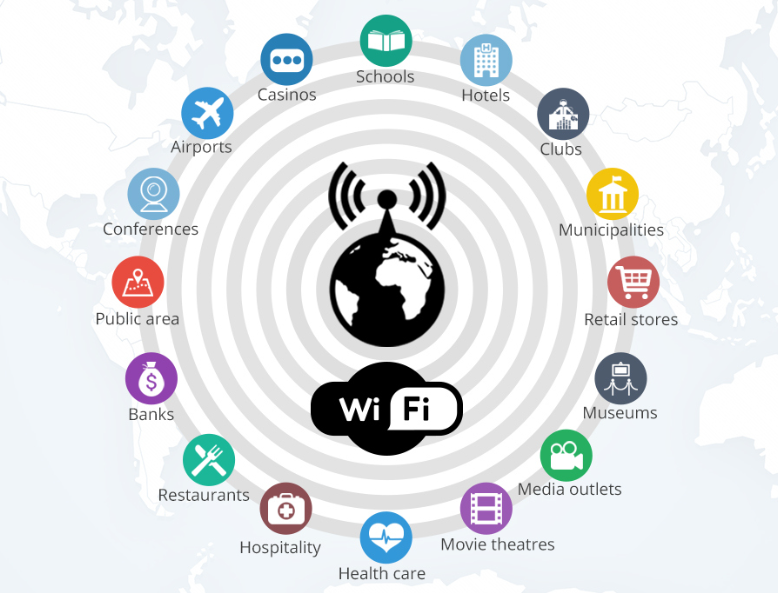 Schools
Casinos
Hotels
Airports
Clubs
Conferences
Municipalities
Public area
Retail stores
Wi Fi
Banks
Museums
Restaurants
Media outlets
Hospitality
Movie theatres
Health care